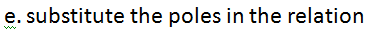 e. substitute the poles in the relation